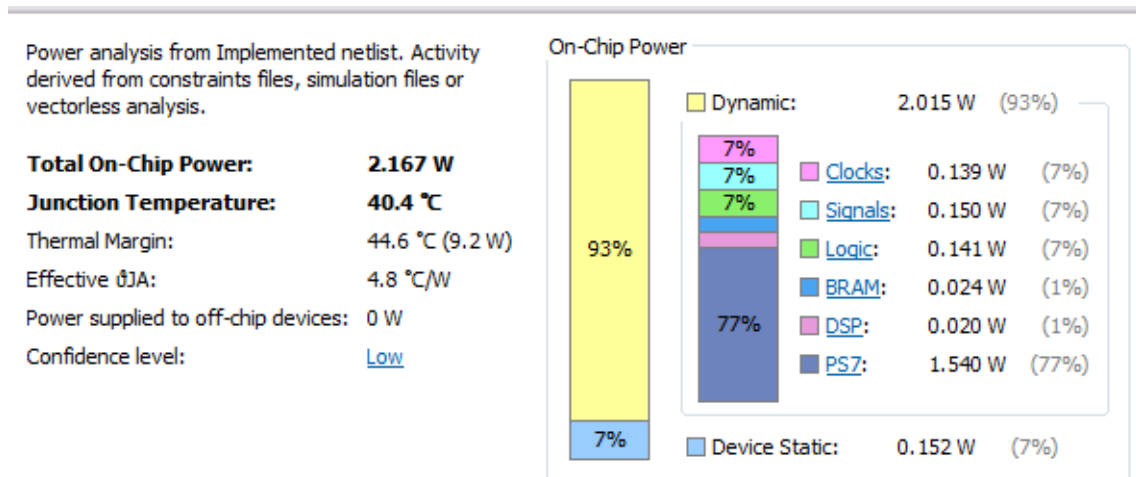 Power analysis from Implemented netlist. Activity
derived from constraints files, simulation files or
vectorless analysis.
Total On-Chip Power: 2.167 W
Junction Temperature: 40.4 °C
Thermal Margin: 44.6 °C (9.2 W)
Effective ϑJA: 4.8 °C/W
Power supplied to off-chip devices: 0 W
Confidence level: Low
On-Chip Power
93%
7%
Dynamic: 2.015 W (93%)
7%
7%
7%
77%
Clocks: 0.139 W (7%)
Signals: 0.150 W (7%)
Logic: 0.141 W (7%)
BRAM: 0.024 W (1%)
DSP: 0.020 W (1%)
PS7: 1.540 W (77%)
Device Static: 0.152 W (7%)